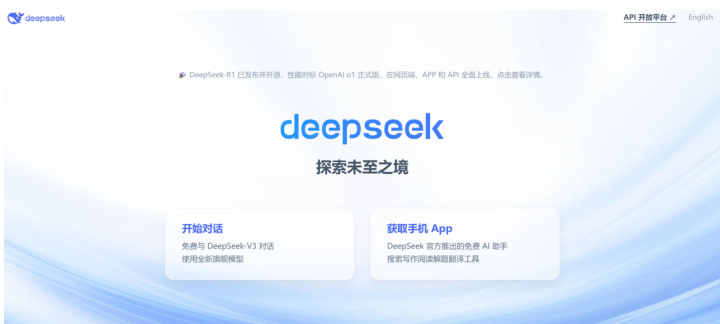 deepseek
API 开放平台 ↗ English
🎉 DeepSeek-R1 已发布并开源，性能对标 OpenAI o1 正式版，在网页端、APP 和 API 全面上线，点击查看详情。
deepseek
探索未至之境
开始对话
免费与 DeepSeek-V3 对话
使用全新旗舰模型
获取手机 App
DeepSeek 官方推出的免费 AI 助手
搜索写作阅读解题翻译工具